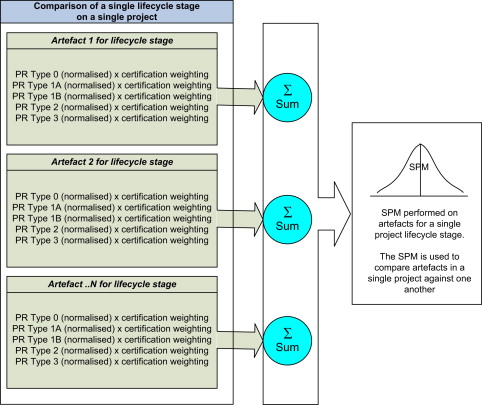 Comparison of a single lifecycle stage
on a single project
Artefact 1 for lifecycle stage
PR Type 0 (normalised) x certification weighting
PR Type 1A (normalised) x certification weighting
PR Type 1B (normalised) x certification weighting
PR Type 2 (normalised) x certification weighting
PR Type 3 (normalised) x certification weighting
Σ
Sum
Artefact 2 for lifecycle stage
PR Type 0 (normalised) x certification weighting
PR Type 1A (normalised) x certification weighting
PR Type 1B (normalised) x certification weighting
PR Type 2 (normalised) x certification weighting
PR Type 3 (normalised) x certification weighting
Σ
Sum
Artefact ..N for lifecycle stage
PR Type 0 (normalised) x certification weighting
PR Type 1A (normalised) x certification weighting
PR Type 1B (normalised) x certification weighting
PR Type 2 (normalised) x certification weighting
PR Type 3 (normalised) x certification weighting
Σ
Sum
SPM
SPM performed on
artefacts for a single
project lifecycle stage.
The SPM is used to
compare artefacts in a
single project against one
another